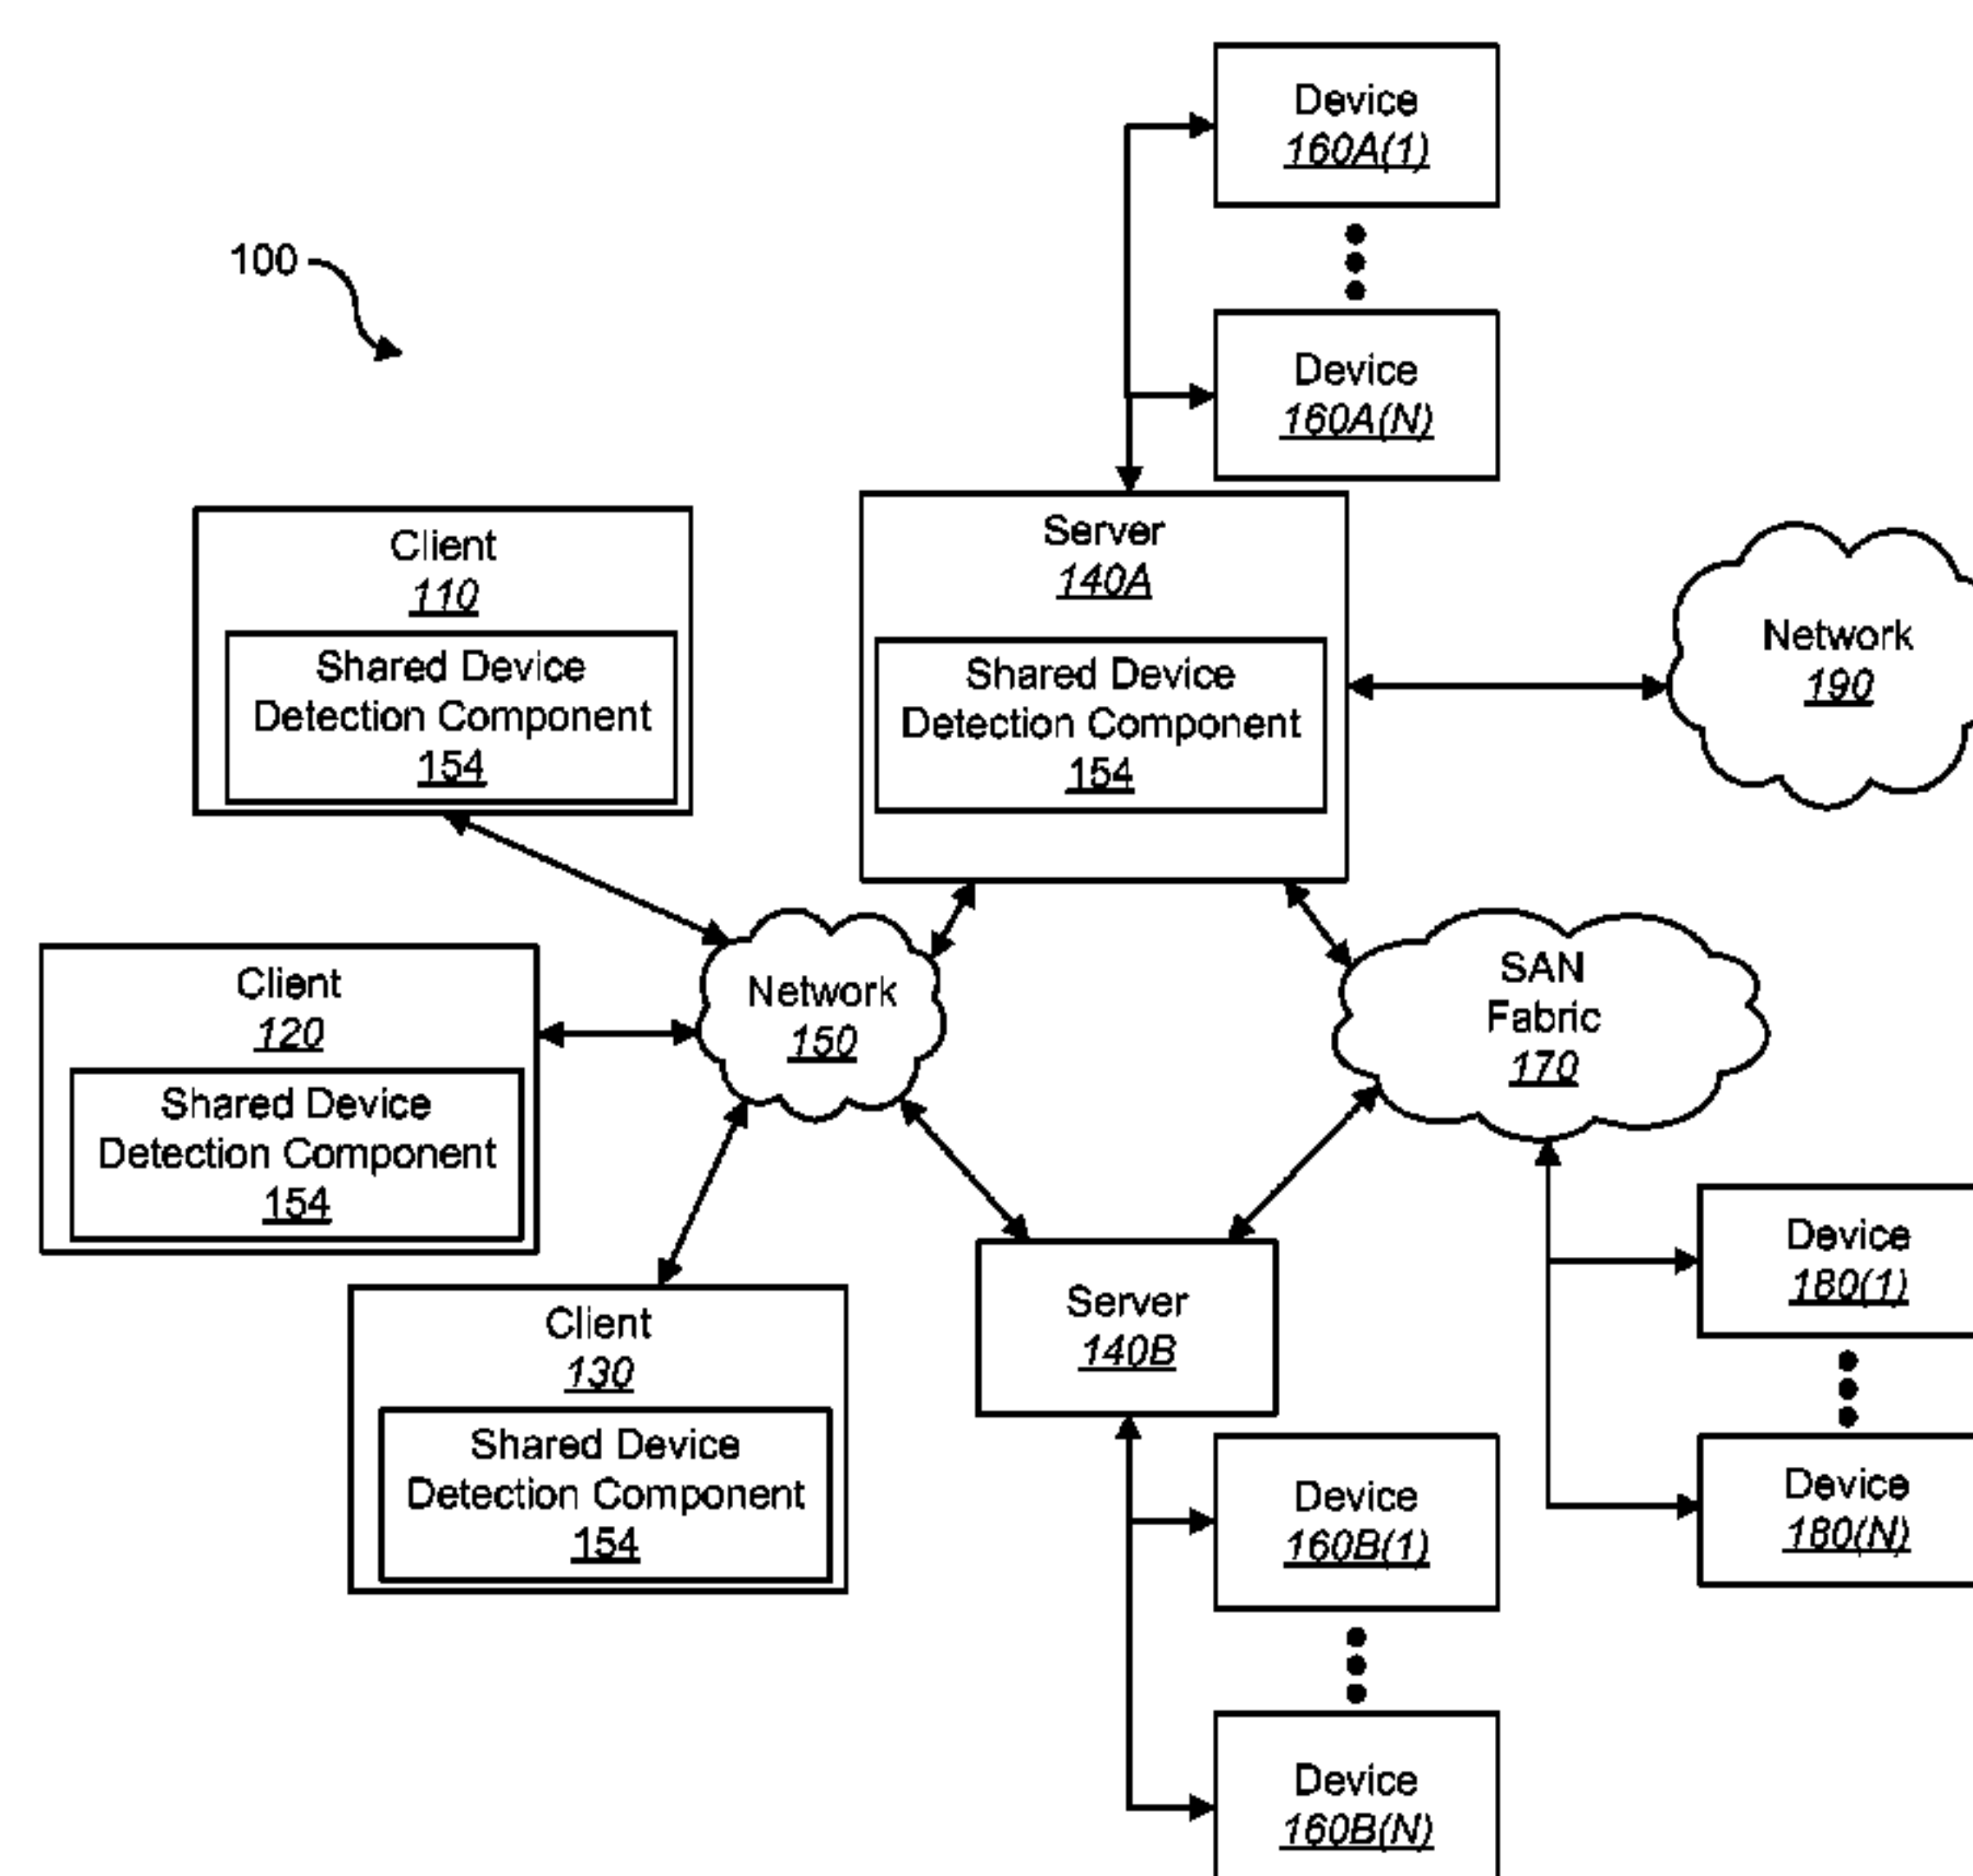 Device
160A(1)
100
Device
160A(N)
Client
110
Shared Device
Detection Component
154
Server
140A
Shared Device
Detection Component
154
Network
190
Client
120
Shared Device
Detection Component
154
Network
150
SAN
Fabric
170
Client
130
Shared Device
Detection Component
154
Server
140B
Device
180(1)
Device
180(N)
Device
160B(1)
Device
160B(N)